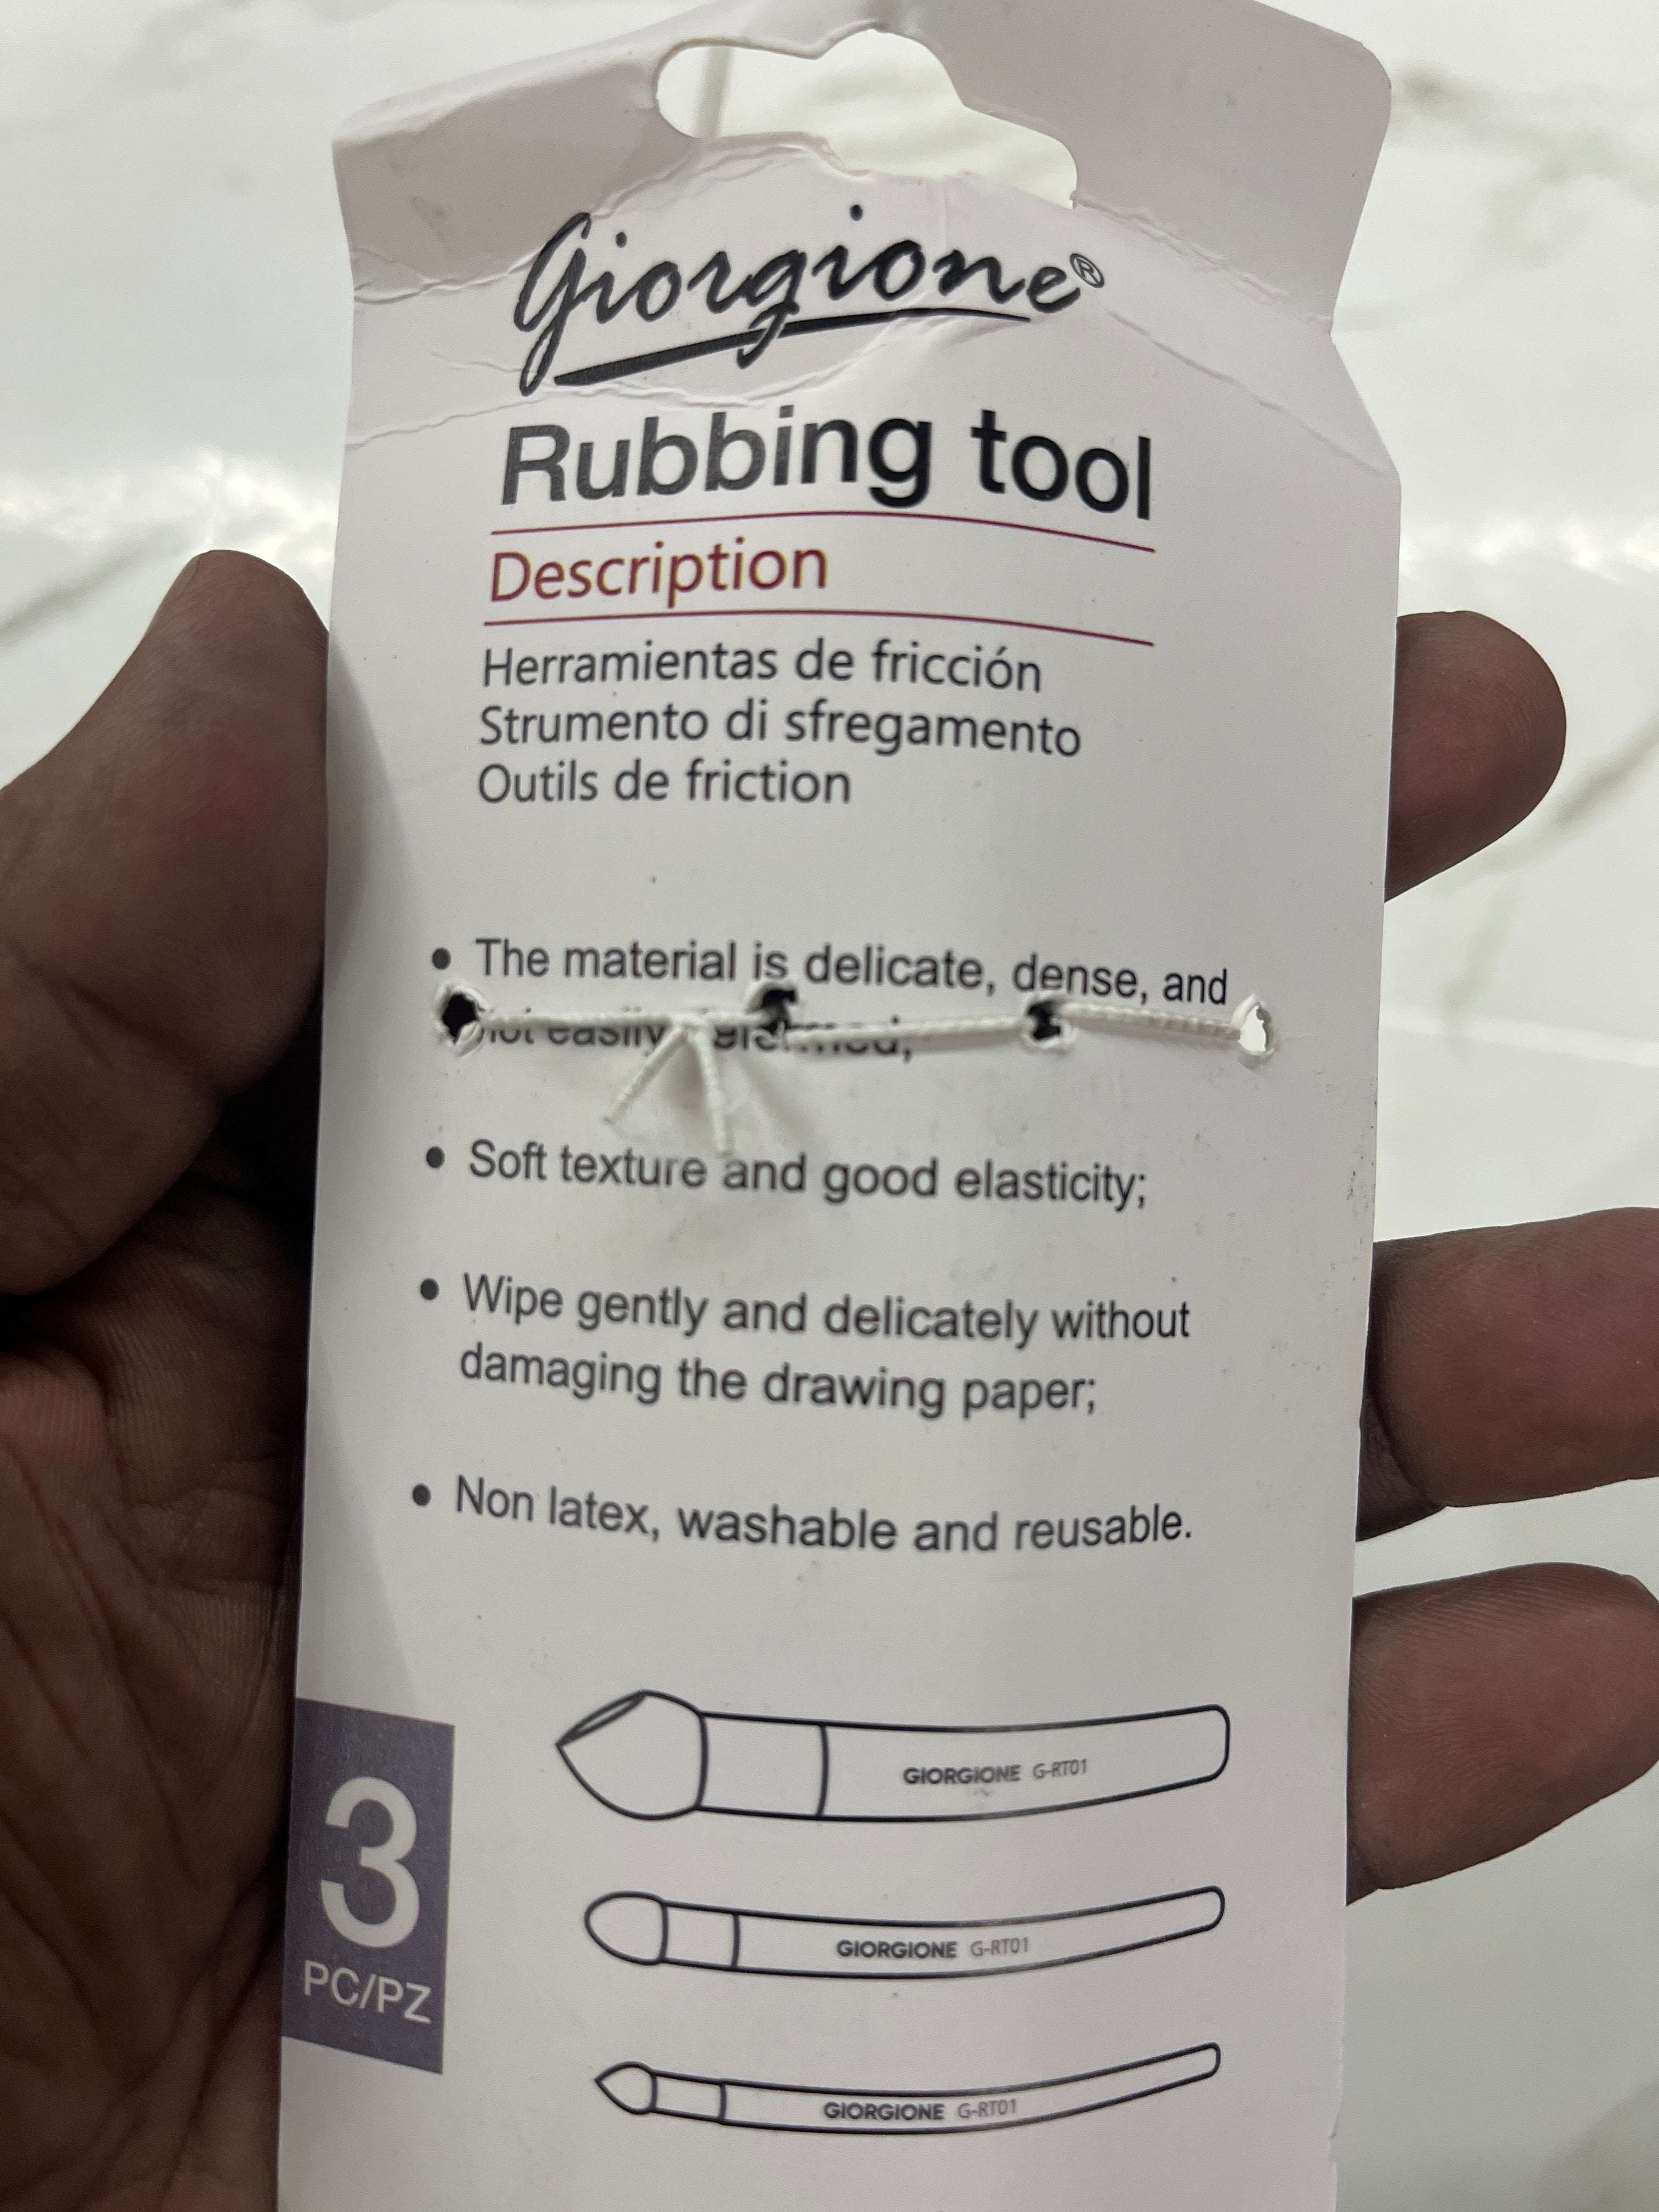 Giorgione®
Rubbing tool
Description
Herramientas de fricción
Strumento di sfregamento
Outils de friction
• The material is delicate, dense, and
not easily
• Soft texture and good elasticity;
• Wipe gently and delicately without
damaging the drawing paper;
• Non latex, washable and reusable.
GIORGIONE G-RT01
3
PC/PZ
GIORGIONE G-RT01
GIORGIONE G-RT01